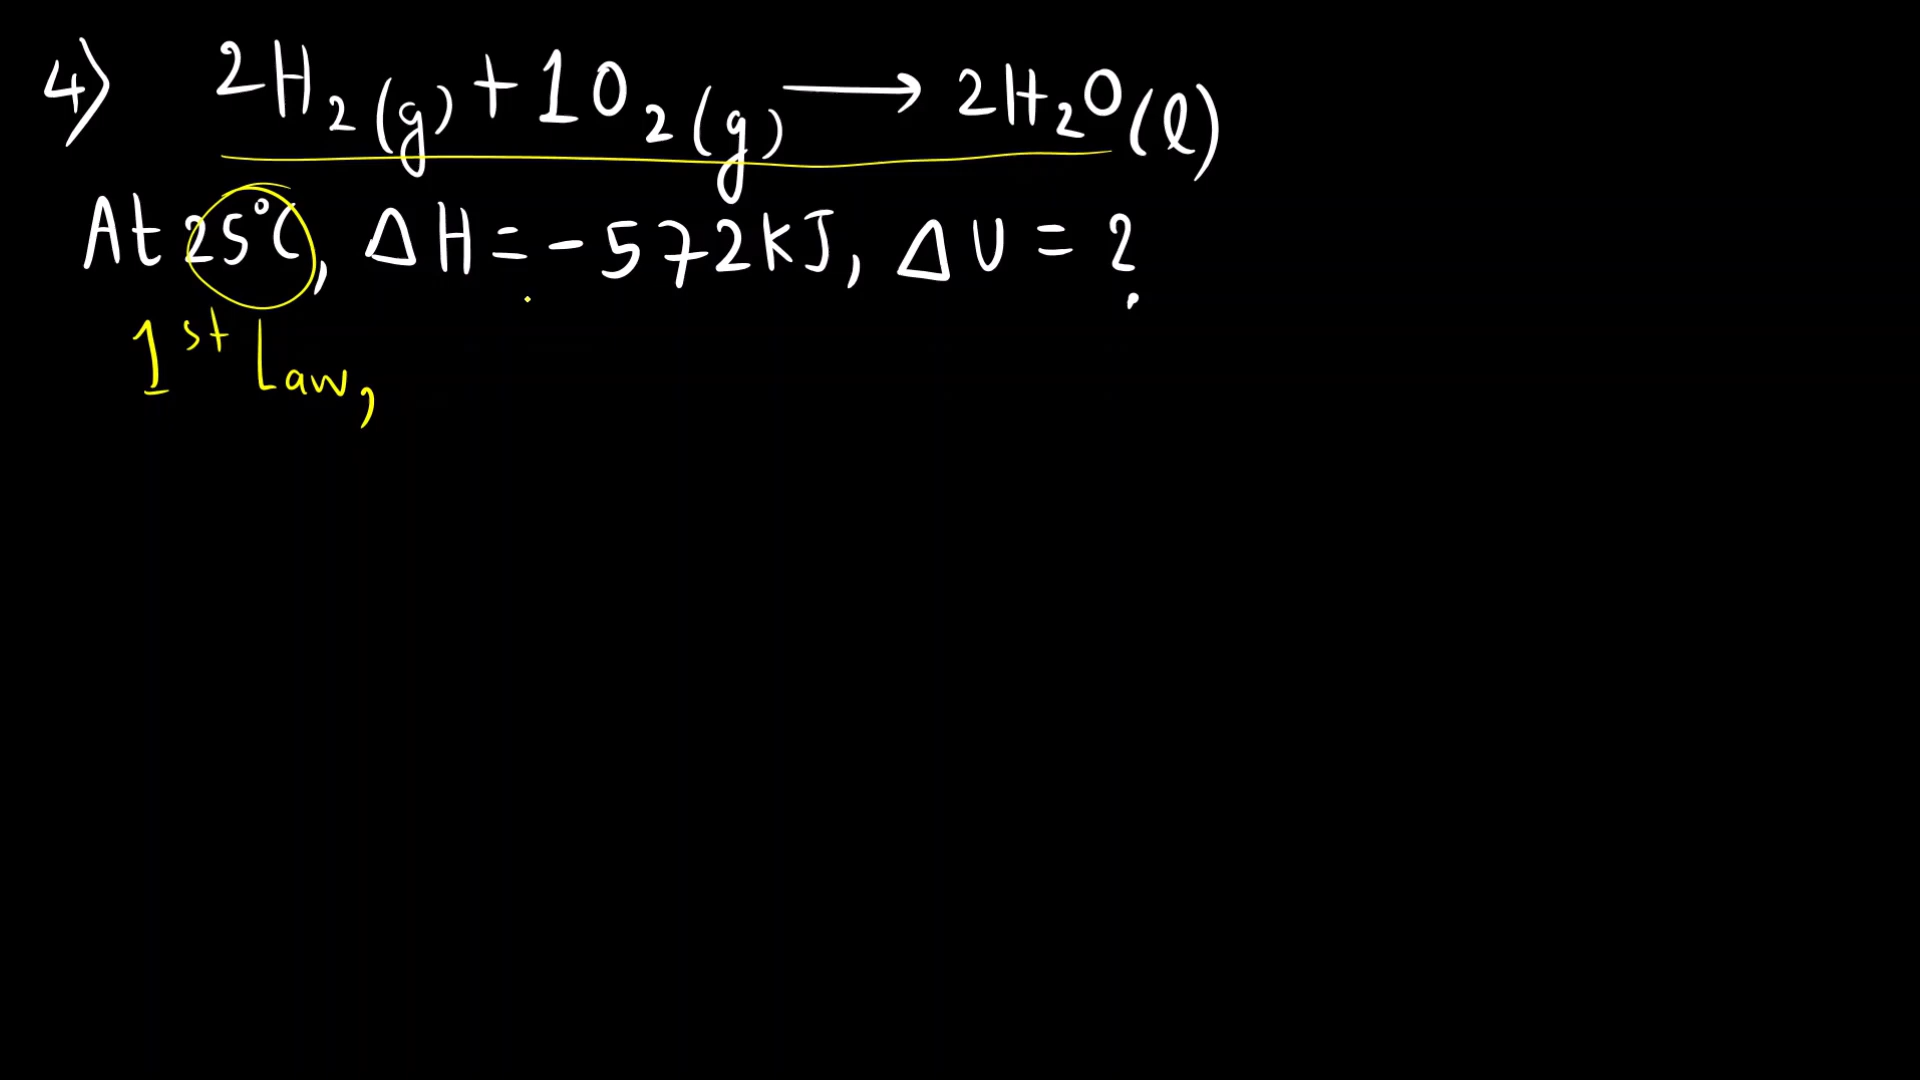 4) 2H₂(g) + 1O₂(g) ⟶ 2H₂O(l)
At 25°C, ΔH = -572kJ, ΔU = ?
1st Law,